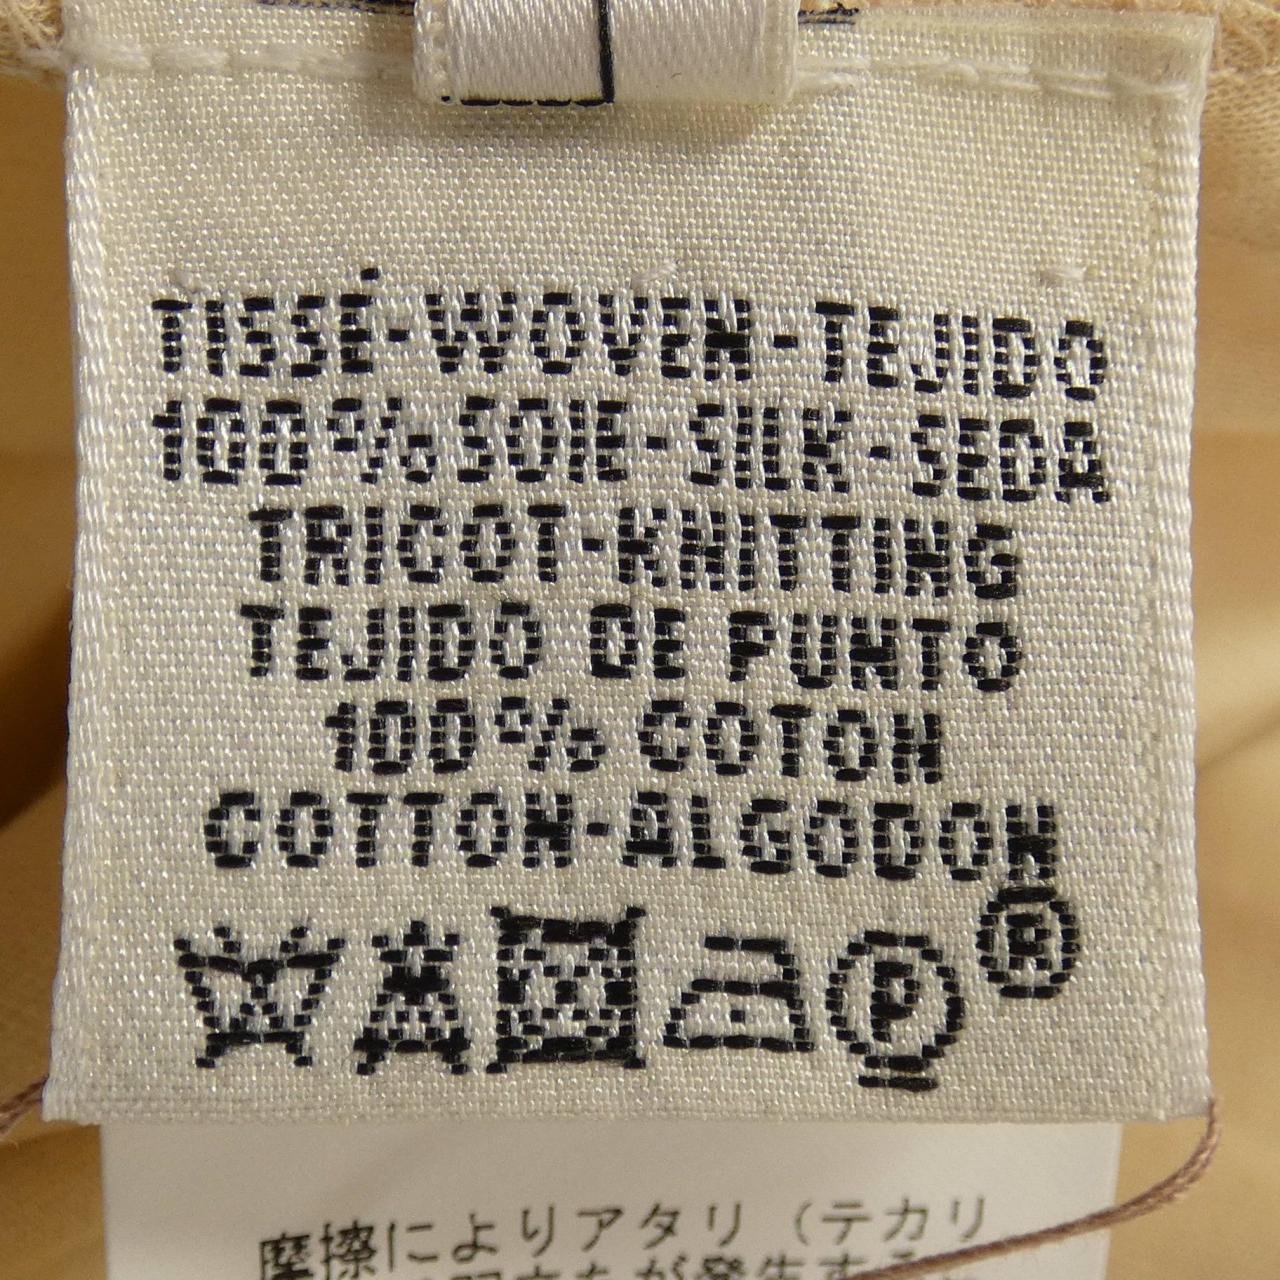 TISSÉ-WOVEN-TEJIDO
100% SOIE-SILK-SEDA
TRICOT-KNITTING
TEJIDO DE PUNTO
100% COTON
COTTON-ALGODON
®
P
摩擦によりアタリ（テカリ